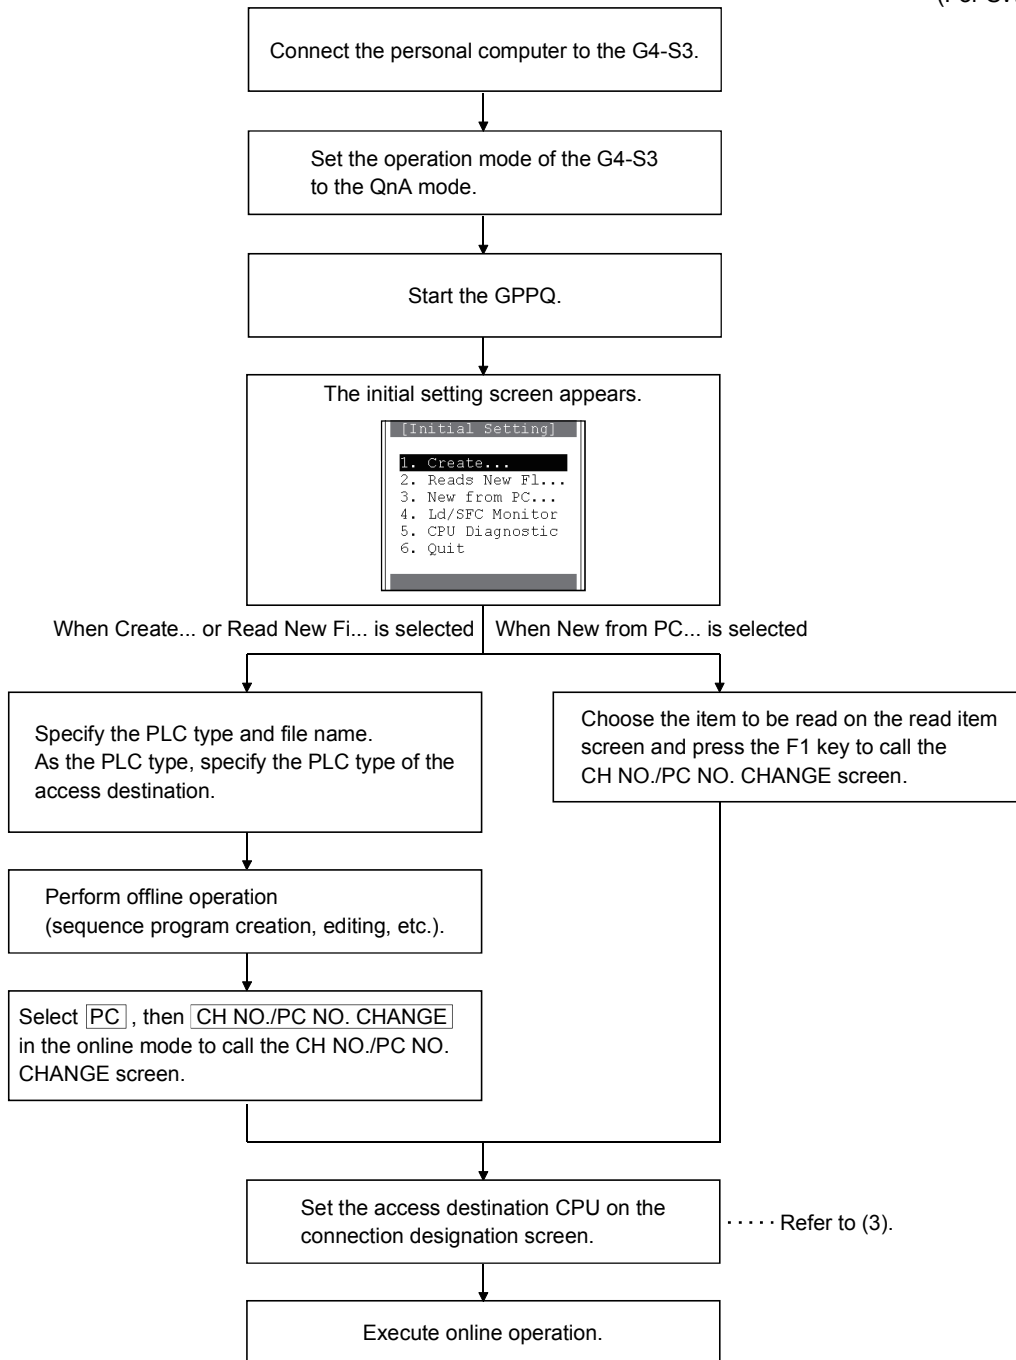 Connect the personal computer to the G4-S3.
Set the operation mode of the G4-S3
to the QnA mode.
Start the GPPQ.
The initial setting screen appears.
[Initial Setting]
1. Create...
2. Reads New Fl...
3. New from PC...
4. Ld/SFC Monitor
5. CPU Diagnostic
6. Quit
When Create... or Read New Fi... is selected
When New from PC... is selected
Specify the PLC type and file name.
As the PLC type, specify the PLC type of the
access destination.
Choose the item to be read on the read item
screen and press the F1 key to call the
CH NO./PC NO. CHANGE screen.
Perform offline operation
(sequence program creation, editing, etc.).
Select PC , then CH NO./PC NO. CHANGE
in the online mode to call the CH NO./PC NO.
CHANGE screen.
Set the access destination CPU on the
connection designation screen.
····· Refer to (3).
Execute online operation.